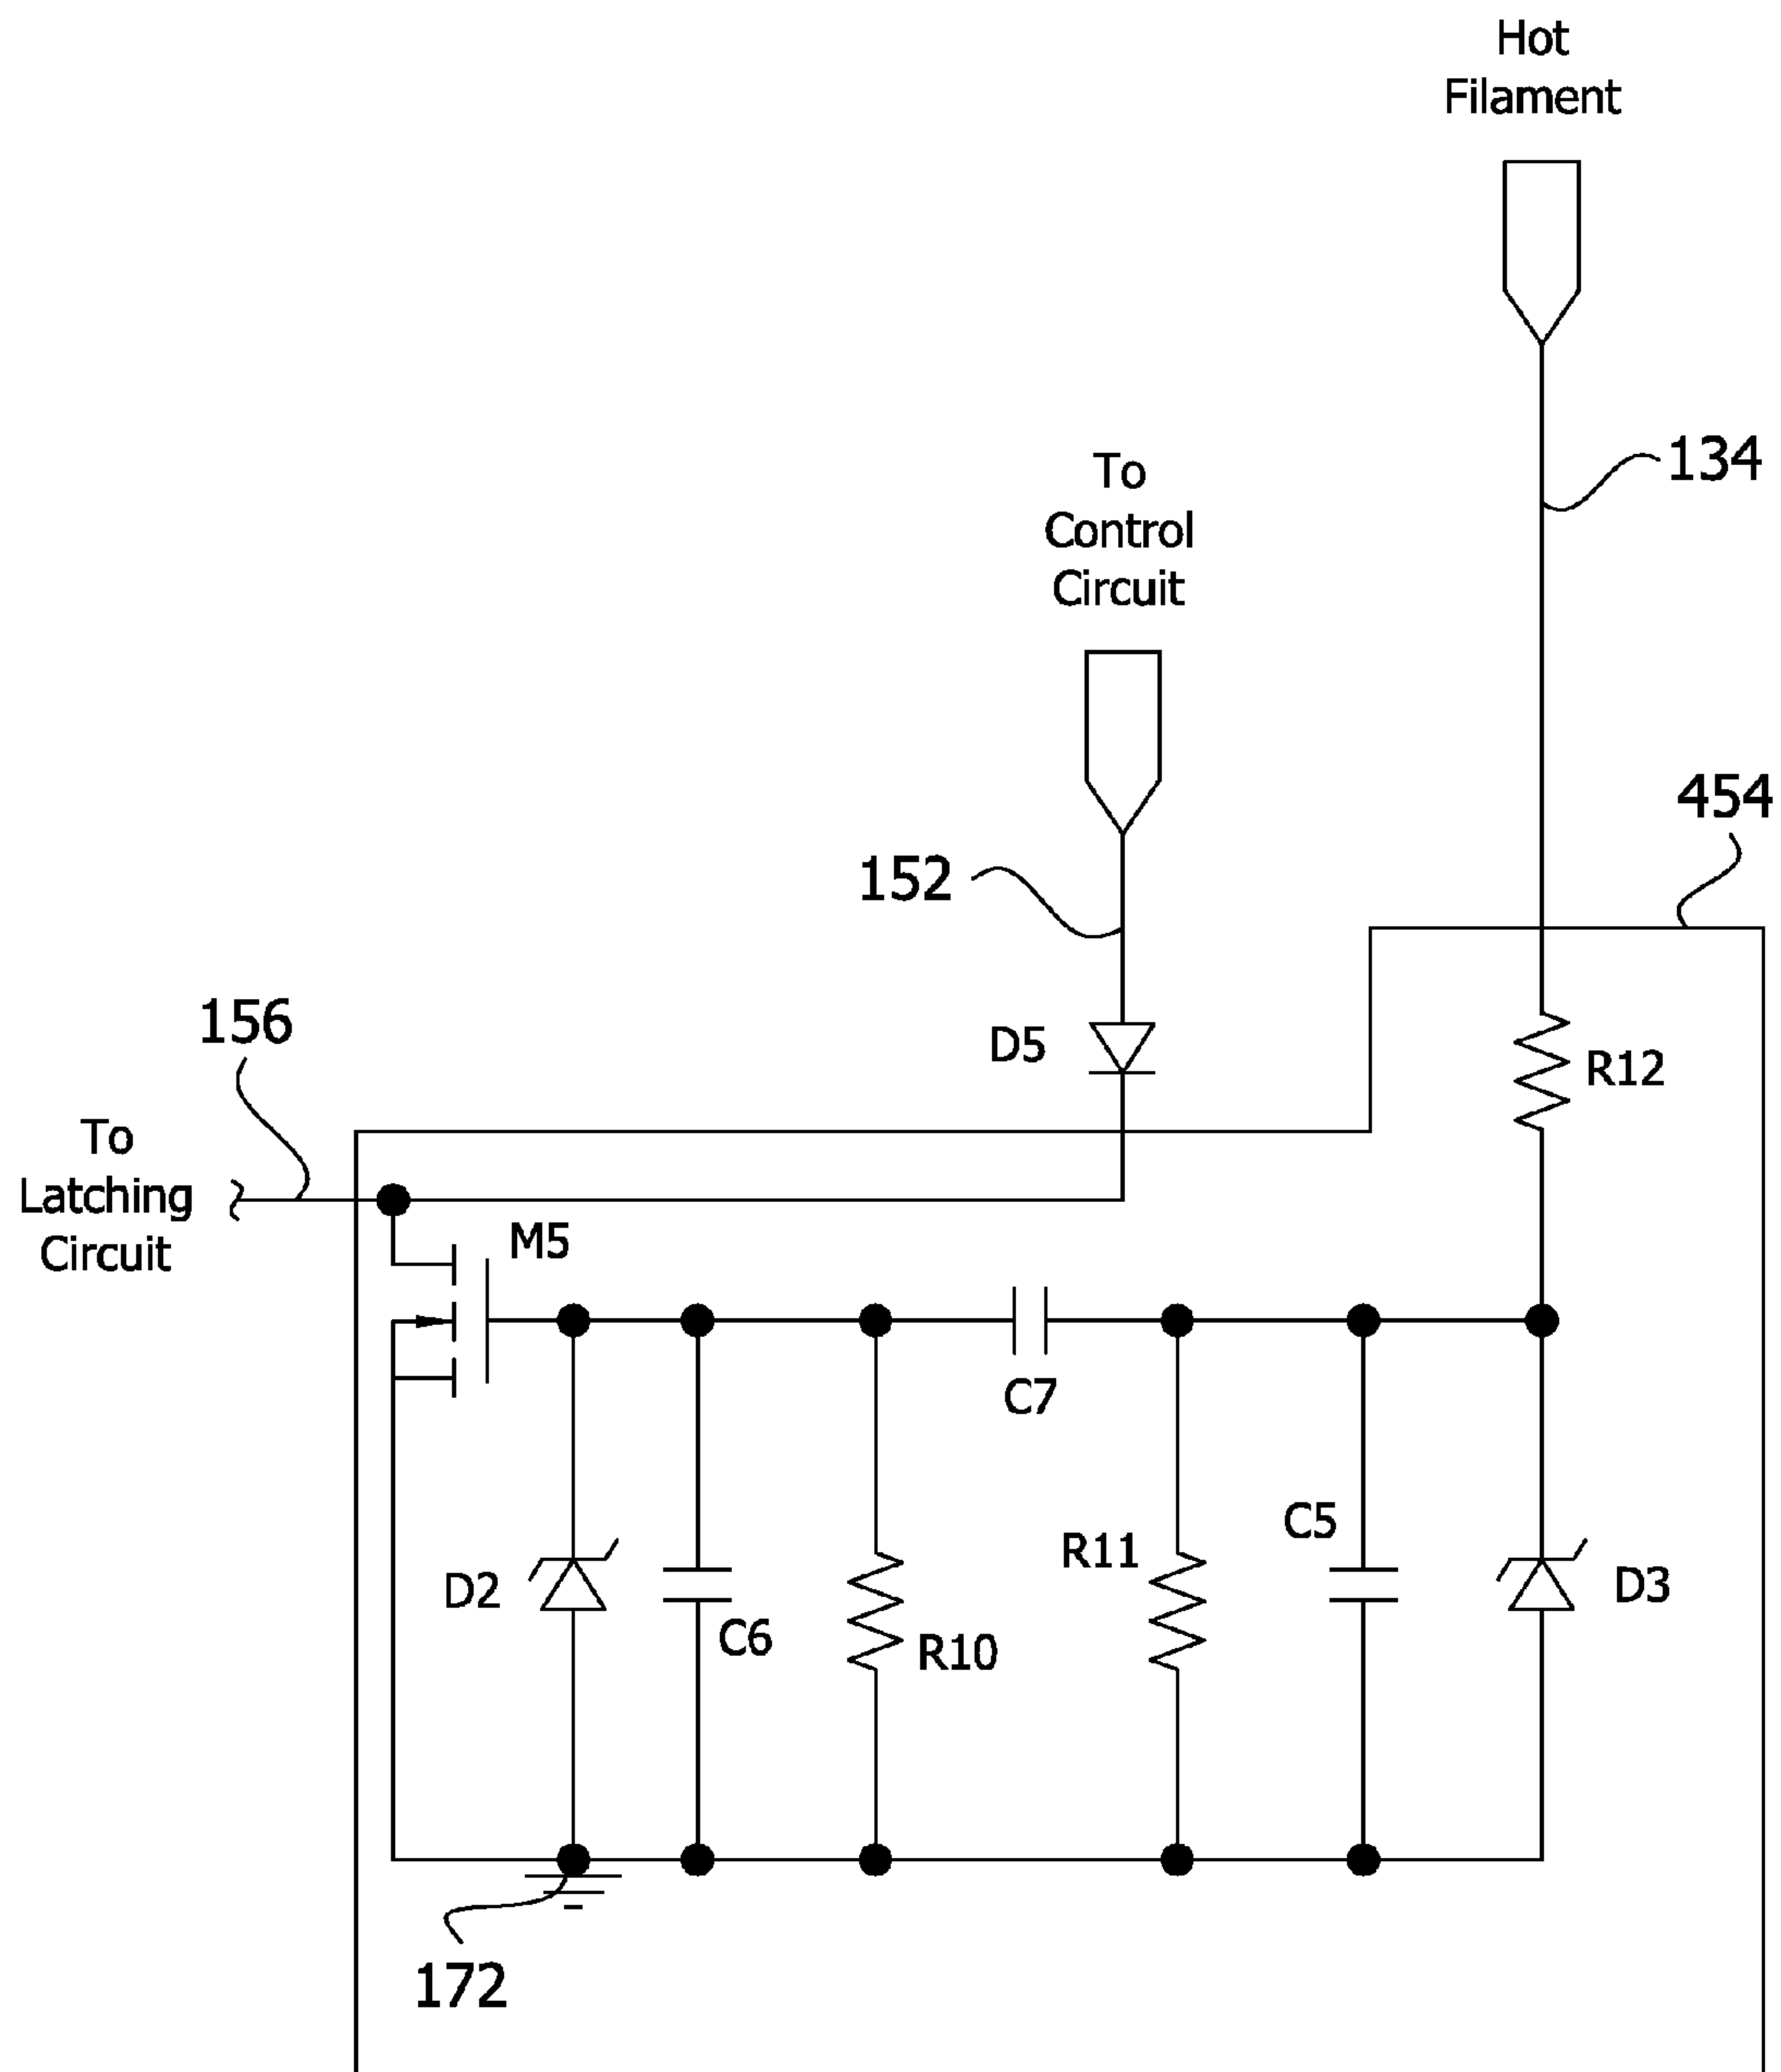 Hot
Filament
134
To
Control
Circuit
454
152
156
D5
R12
To
Latching
Circuit
M5
C7
C5
R11
D2
D3
C6
R10
172